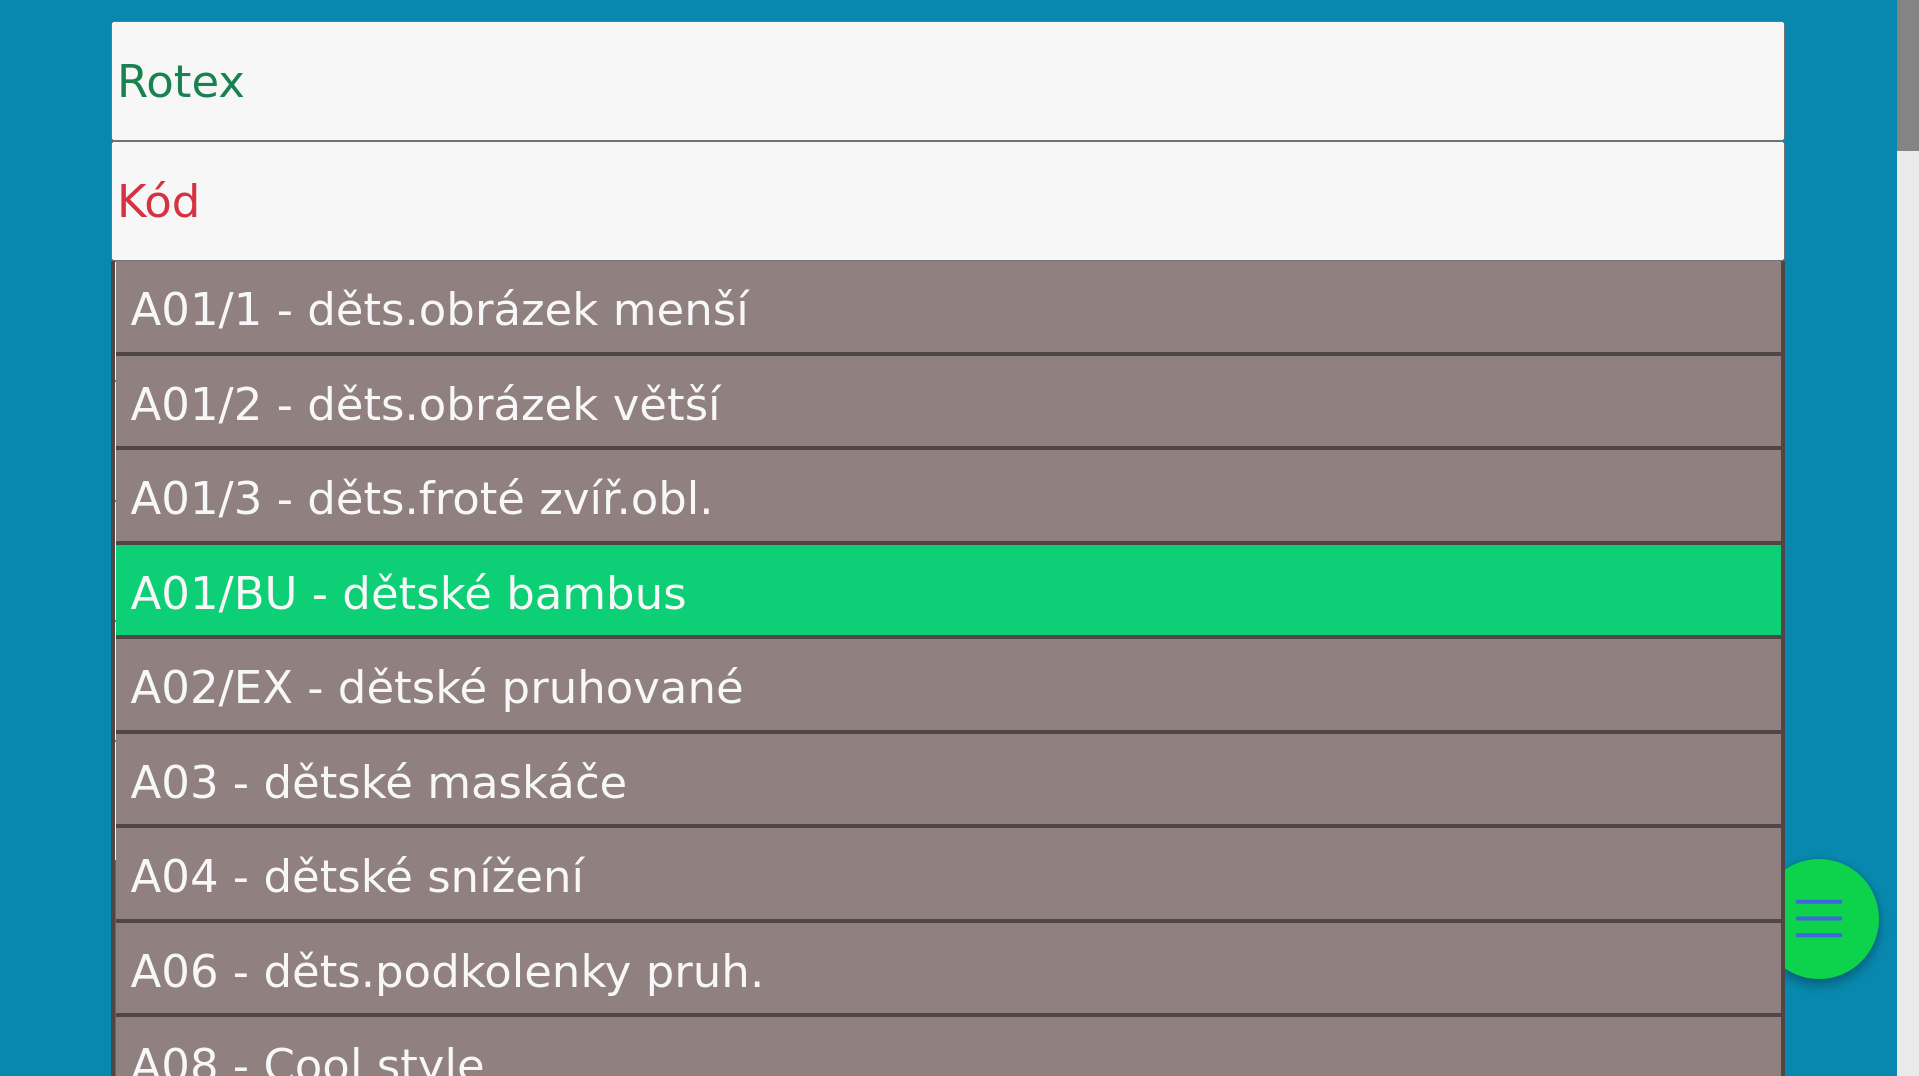 Rotex
Kód
A01/1 - děts.obrázek menší
A01/2 - děts.obrázek větší
A01/3 - děts.froté zvíř.obl.
A01/BU - dětské bambus
A02/EX - dětské pruhované
A03 - dětské maskáče
A04 - dětské snížení
A06 - děts.podkolenky pruh.
A08 - Cool style